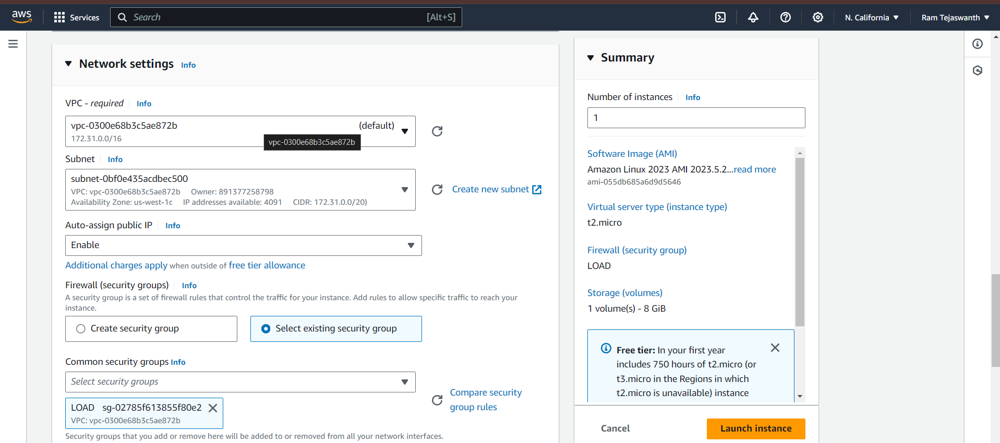 aws
Services
Search
[Alt+S]
N. California
Ram Tejaswanth
Network settings Info
VPC - required Info
vpc-0300e68b3c5ae872b (default)
172.31.0.0/16
vpc-0300e68b3c5ae872b
Subnet Info
subnet-0bf0e435acdbec500
VPC: vpc-0300e68b3c5ae872b Owner: 891377258798
Availability Zone: us-west-1c IP addresses available: 4091 CIDR: 172.31.0.0/20)
Create new subnet
Auto-assign public IP Info
Enable
Additional charges apply when outside of free tier allowance
Firewall (security groups) Info
A security group is a set of firewall rules that control the traffic for your instance. Add rules to allow specific traffic to reach your
instance.
Create security group
Select existing security group
Common security groups Info
Select security groups
LOAD sg-02785f613855f80e2
VPC: vpc-0300e68b3c5ae872b
Compare security
group rules
Security groups that you add or remove here will be added to or removed from all your network interfaces.
Summary
Number of instances Info
1
Software Image (AMI)
Amazon Linux 2023 AMI 2023.5.2...read more
ami-055db685a6d9d5646
Virtual server type (instance type)
t2.micro
Firewall (security group)
LOAD
Storage (volumes)
1 volume(s) - 8 GiB
Free tier: In your first year
includes 750 hours of t2.micro (or
t3.micro in the Regions in which
t2.micro is unavailable) instance
Cancel
Launch instance